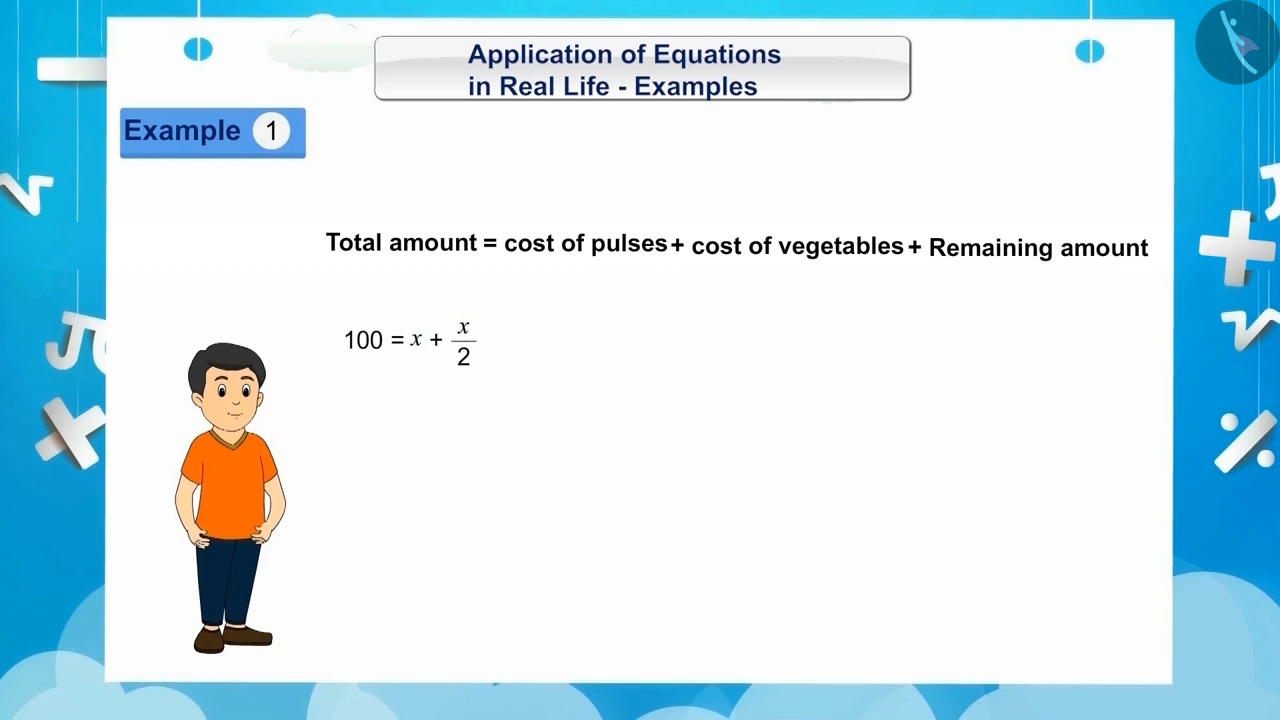 Application of Equations
in Real Life - Examples
Example 1
Total amount = cost of pulses + cost of vegetables + Remaining amount
100 = x + x/2